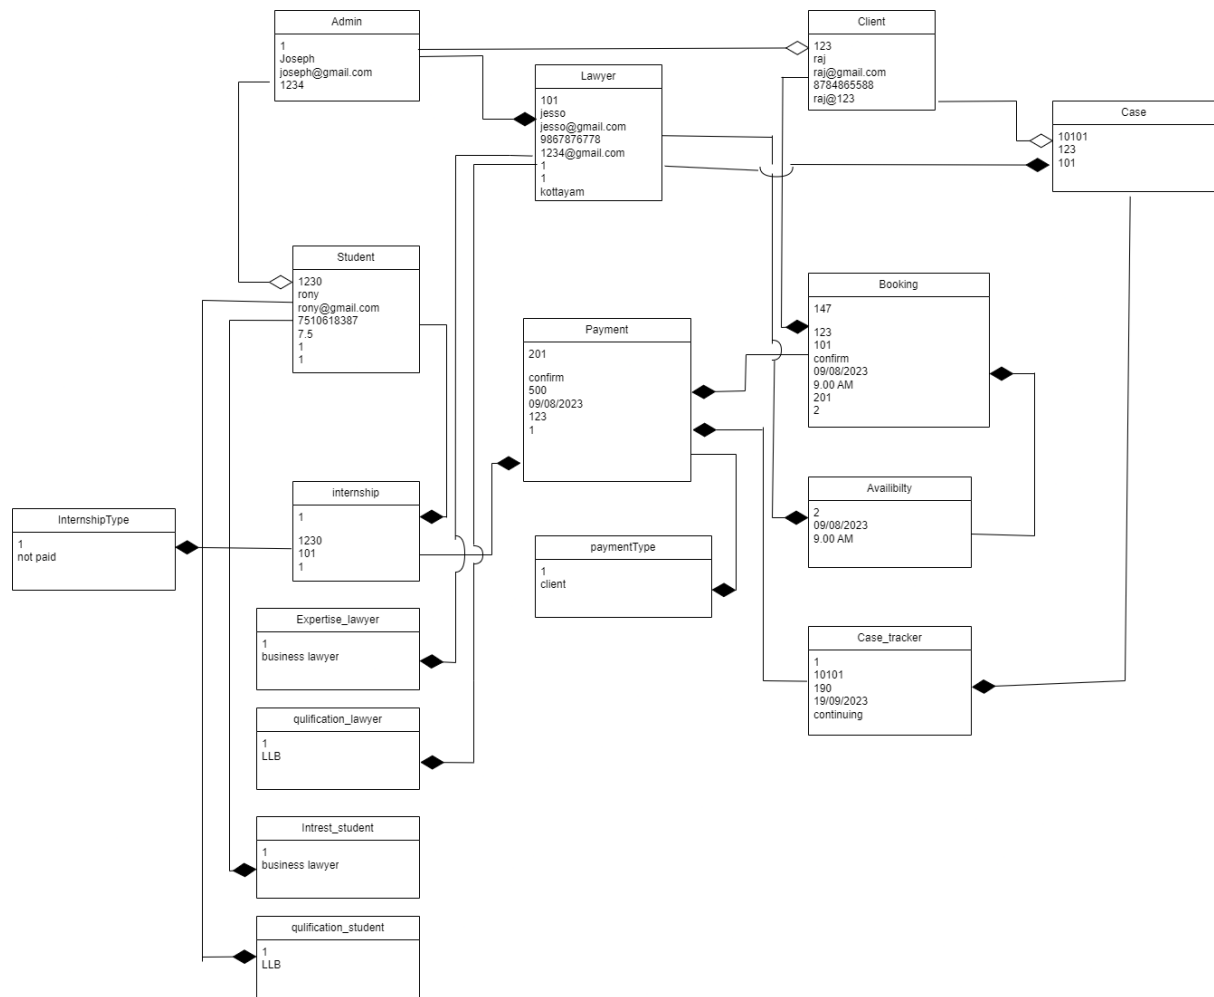 Admin
1
Joseph
joseph@gmail.com
1234
Client
123
raj
raj@gmail.com
8784865588
raj@123
Lawyer
101
jesso
jesso@gmail.com
9867876778
1234@gmail.com
1
1
kottayam
Case
10101
123
101
Student
1230
rony
rony@gmail.com
7510618387
7.5
1
1
Booking
147
123
101
confirm
09/08/2023
9.00 AM
201
2
Payment
201
confirm
500
09/08/2023
123
1
internship
1
1230
101
1
Availibilty
2
09/08/2023
9.00 AM
InternshipType
1
not paid
paymentType
1
client
Expertise_lawyer
1
business lawyer
Case_tracker
1
10101
190
19/09/2023
continuing
qulification_lawyer
1
LLB
Intrest_student
1
business lawyer
qulification_student
1
LLB